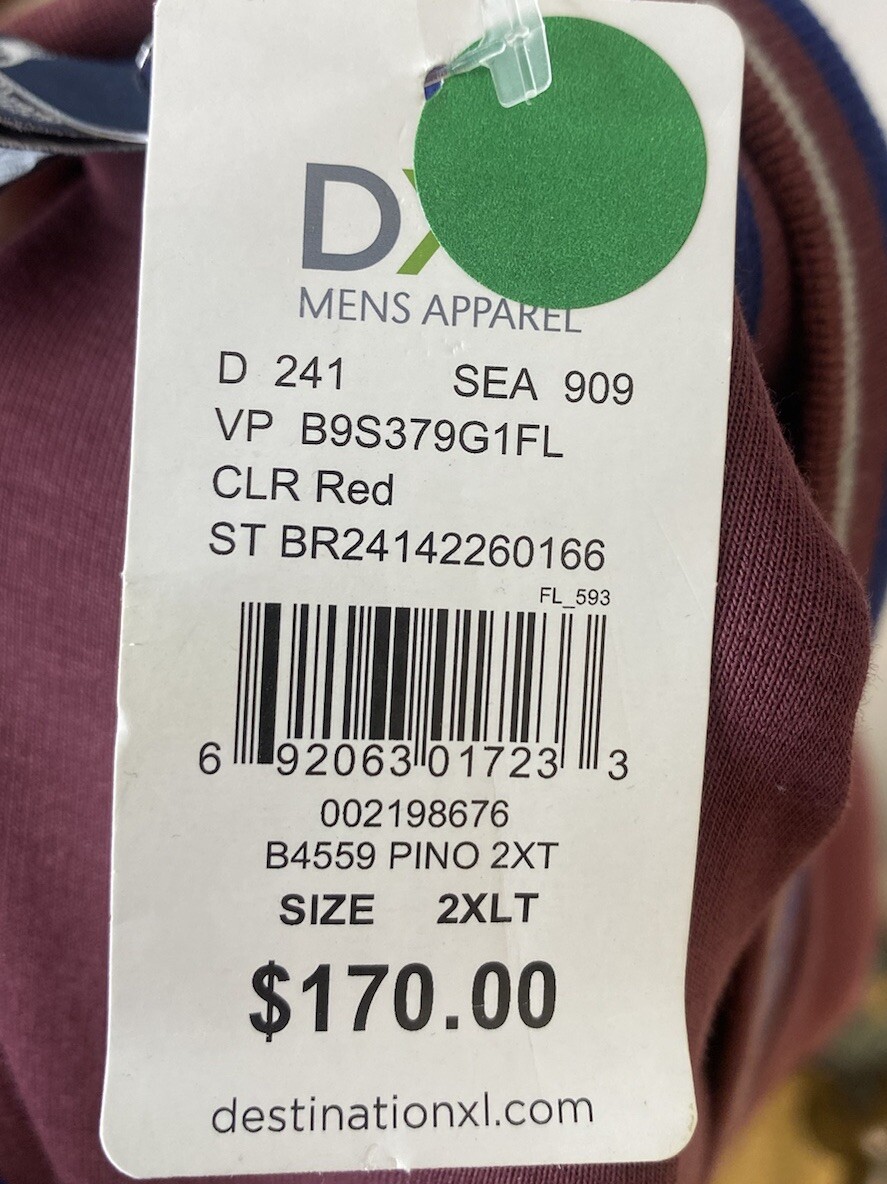 DX
MENS APPAREL
D 241 SEA 909
VP B9S379G1FL
CLR Red
ST BR24142260166
FL_593
6 92063 01723 3
002198676
B4559 PINO 2XT
SIZE 2XLT
$170.00
destinationxl.com